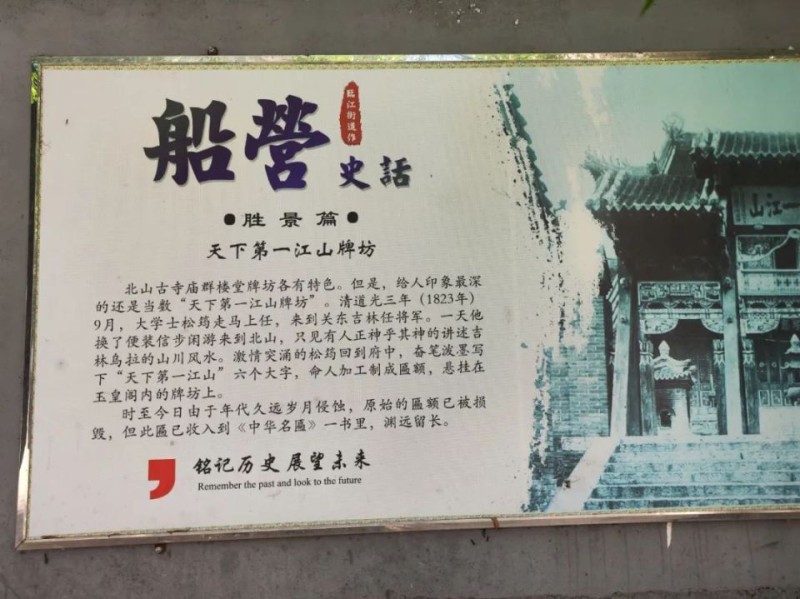 船營
臨江街道作
史話
●胜景篇●
天下第一江山牌坊
北山古寺庙群楼堂牌坊各有特色。但是，给人印象最深
的还是当数“天下第一江山牌坊”。清道光三年（1823年）
9月，大学士松筠走马上任，来到关东吉林任将军。一天他
换了便装信步闲游来到北山，只见有人正神乎其神的讲述吉
林乌拉的山川风水。激情突涌的松筠回到府中，奋笔泼墨写
下“天下第一江山”六个大字，命人加工制成匾额，悬挂在
玉皇阁内的牌坊上。
时至今日由于年代久远岁月侵蚀，原始的匾额已被损
毁，但此匾已收入到《中华名匾》一书里，渊远留长。
铭记历史展望未来
Remember the past and look to the future
山江一